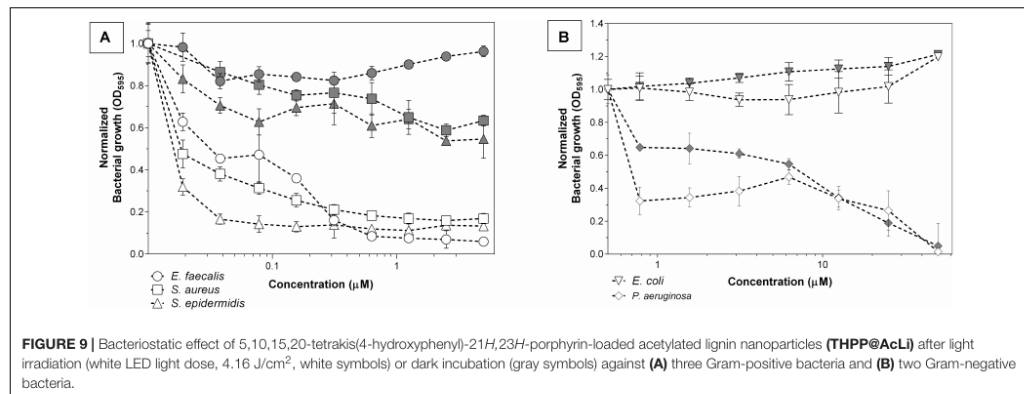 A
B
1.0
0.8
0.6
0.4
0.2
0.0
Normalized
Bacterial growth (OD595)
0.1
1
Concentration (µM)
E. faecalis
S. aureus
S. epidermidis
1.4
1.2
1.0
0.8
0.6
0.4
0.2
0.0
Normalized
Bacterial growth (OD595)
1
10
Concentration (µM)
E. coli
P. aeruginosa
FIGURE 9 | Bacteriostatic effect of 5,10,15,20-tetrakis(4-hydroxyphenyl)-21H,23H-porphyrin-loaded acetylated lignin nanoparticles (THPP@AcLi) after light
irradiation (white LED light dose, 4.16 J/cm², white symbols) or dark incubation (gray symbols) against (A) three Gram-positive bacteria and (B) two Gram-negative
bacteria.